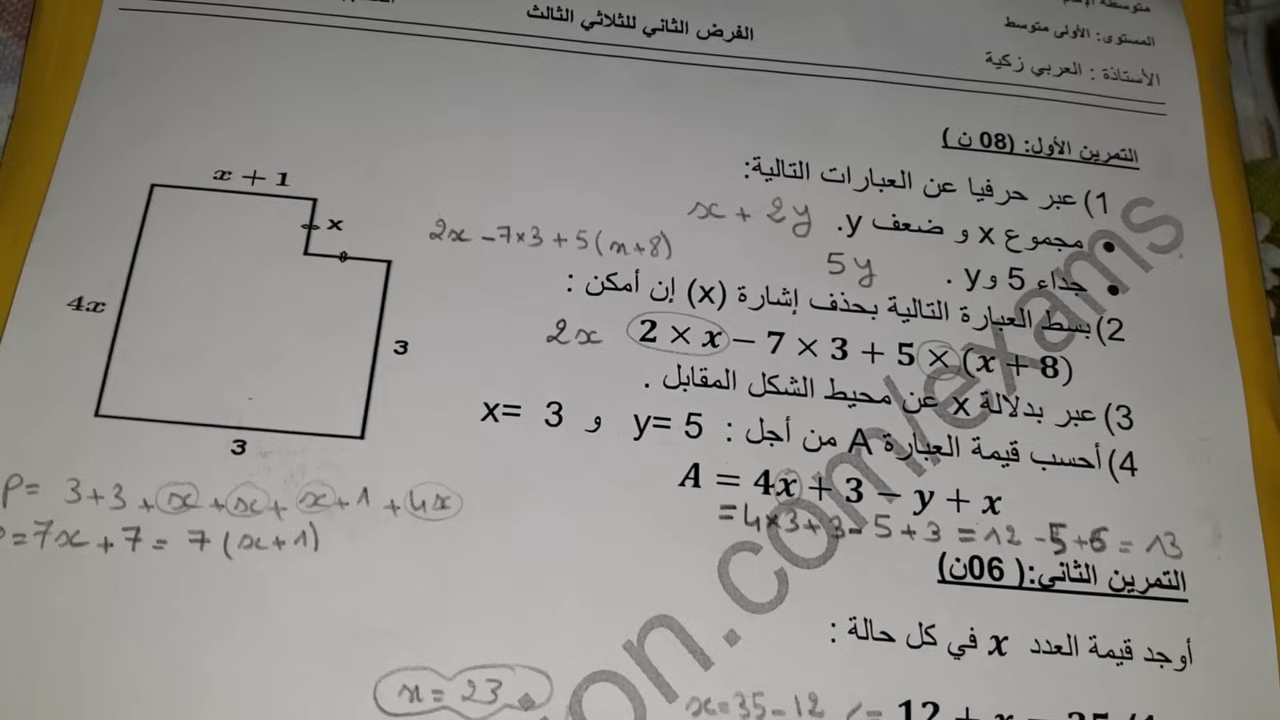 المستوى: الأولى متوسط
الأستاذة : العربي زكية
الفرض الثاني للثلاثي الثالث
التمرين الأول: (08 ن )
1) عبر حرفيا عن العبارات التالية:
• مجموع x و ضعف y. x + 2y
• جداء 5 و y . 5y
2) بسط العبارة التالية بحذف إشارة (x) إن أمكن :
2x - 7×3 + 5(x+8)
2 × x − 7 × 3 + 5 × (x + 8)
2x
3) عبر بدلالة x عن محيط الشكل المقابل .
4) أحسب قيمة العبارة A من أجل : y= 5 و x= 3
A = 4x + 3 − y + x
= 4×3+3-5+3 = 12 -5+6 = 13
x + 1
x
4x
3
3
P= 3+3+x+x+x+1+4x
=7x+7= 7(x+1)
التمرين الثاني:( 06ن)
أوجد قيمة العدد x في كل حالة :
x=35-12
x = 23
on.com/exams